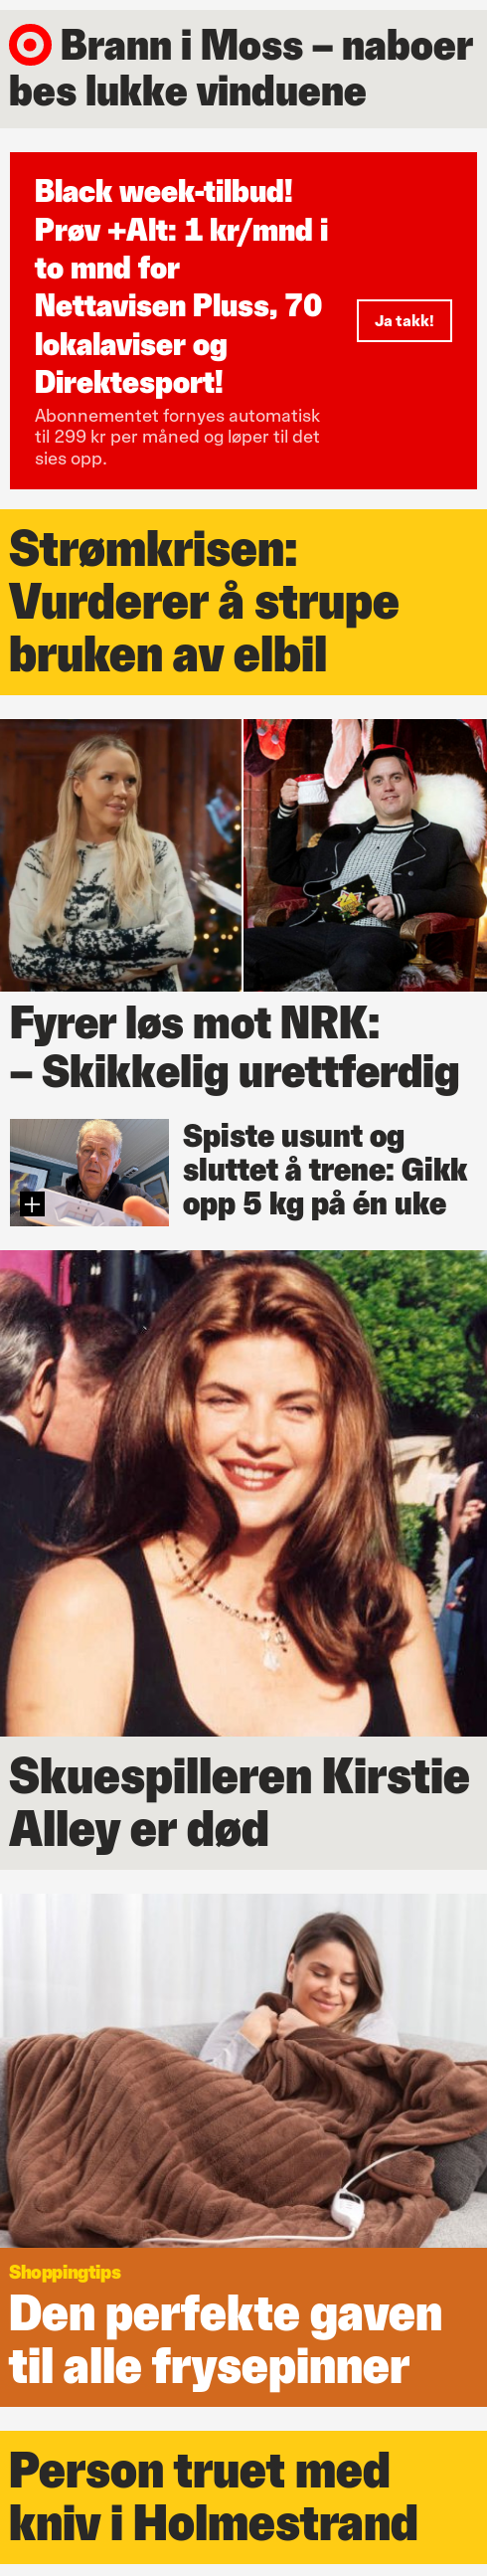 Brann i Moss – naboer
bes lukke vinduene
Black week-tilbud!
Prøv +Alt: 1 kr/mnd i
to mnd for
Nettavisen Pluss, 70
lokalaviser og
Direktesport!
Abonnementet fornyes automatisk
til 299 kr per måned og løper til det
sies opp.
Ja takk!
Strømkrisen:
Vurderer å strupe
bruken av elbil
Fyrer løs mot NRK:
– Skikkelig urettferdig
Spiste usunt og
sluttet å trene: Gikk
opp 5 kg på én uke
Skuespilleren Kirstie
Alley er død
Shoppingtips
Den perfekte gaven
til alle frysepinner
Person truet med
kniv i Holmestrand